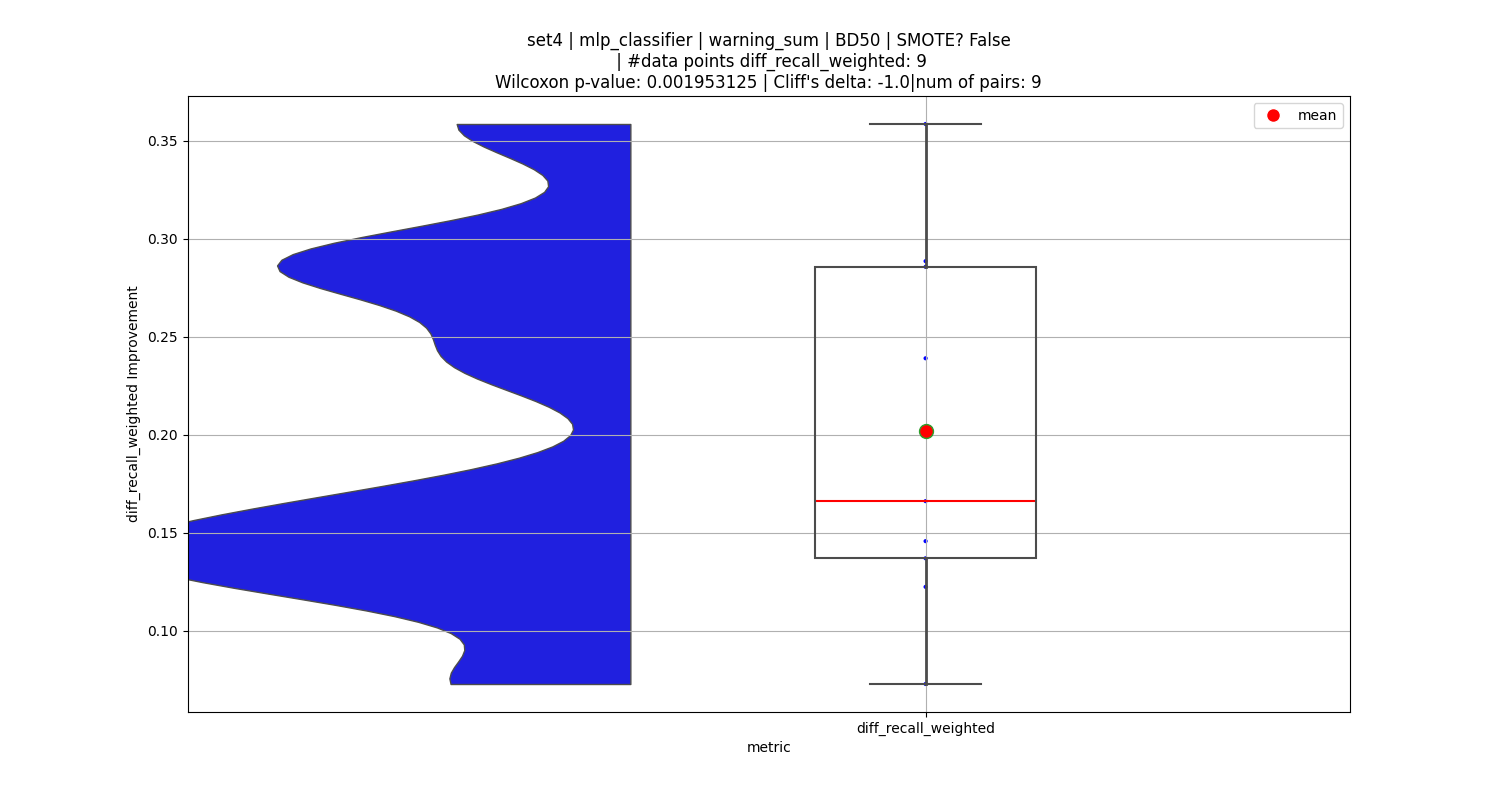 set4 | mlp_classifier | warning_sum | BD50 | SMOTE? False
| #data points diff_recall_weighted: 9
Wilcoxon p-value: 0.001953125 | Cliff's delta: -1.0|num of pairs: 9
mean
0.35
0.30
0.25
0.20
0.15
0.10
diff_recall_weighted Improvement
diff_recall_weighted
metric